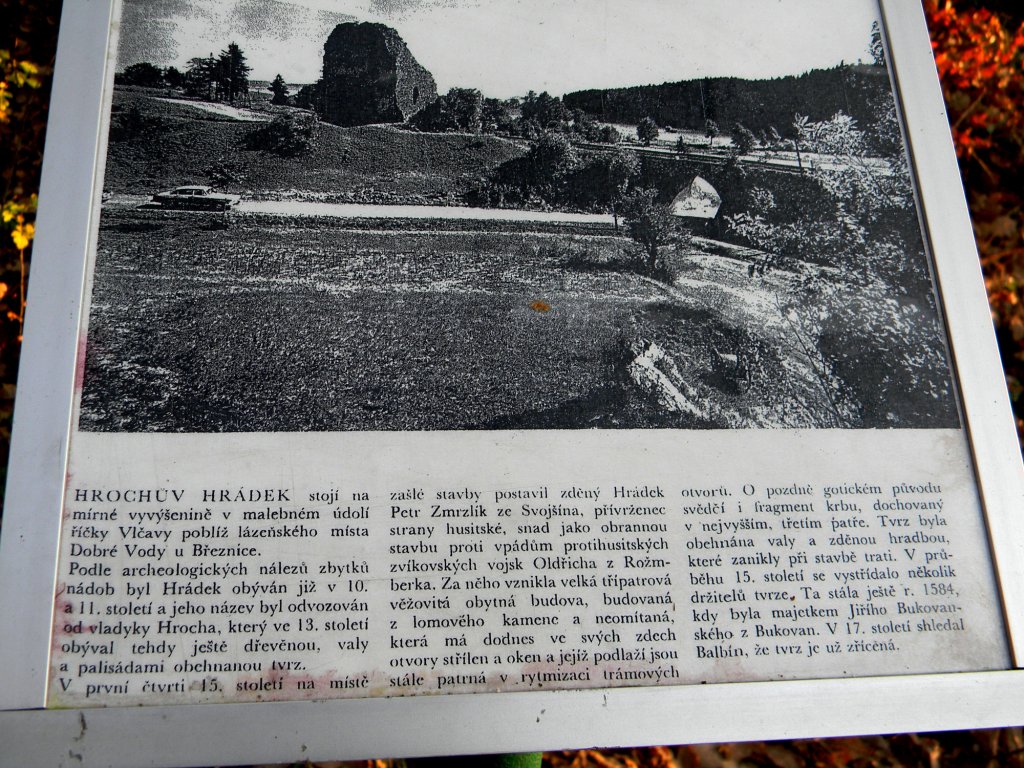 HROCHŮV HRÁDEK stojí na
mírné vyvýšenině v malebném údolí
říčky Vlčavy poblíž lázeňského místa
Dobré Vody u Březnice.
Podle archeologických nálezů zbytků
nádob byl Hrádek obýván již v 10.
a 11. století a jeho název byl odvozován
od vladyky Hrocha, který ve 13. století
obýval tehdy ještě dřevěnou, valy
a palisádami obehnanou tvrz.
V první čtvrti 15. století na místě
zašlé stavby postavil zděný Hrádek
Petr Zmrzlík ze Svojšína, přívrženec
strany husitské, snad jako obrannou
stavbu proti vpádům protihusitských
zvíkovských vojsk Oldřicha z Rožm-
berka. Za něho vznikla velká třípatrová
věžovitá obytná budova, budovaná
z lomového kamene a neomítaná,
která má dodnes ve svých zdech
otvory střílen a oken a jejíž podlaží jsou
stále patrná v rytmizaci trámových
otvorů. O pozdně gotickém původu
svědčí i fragment krbu, dochovaný
v nejvyšším, třetím patře. Tvrz byla
obehnána valy a zděnou hradbou,
které zanikly při stavbě trati. V prů-
běhu 15. století se vystřídalo několik
držitelů tvrze. Ta stála ještě r. 1584,
kdy byla majetkem Jiřího Bukovan-
ského z Bukovan. V 17. století shledal
Balbín, že tvrz je už zřícená.